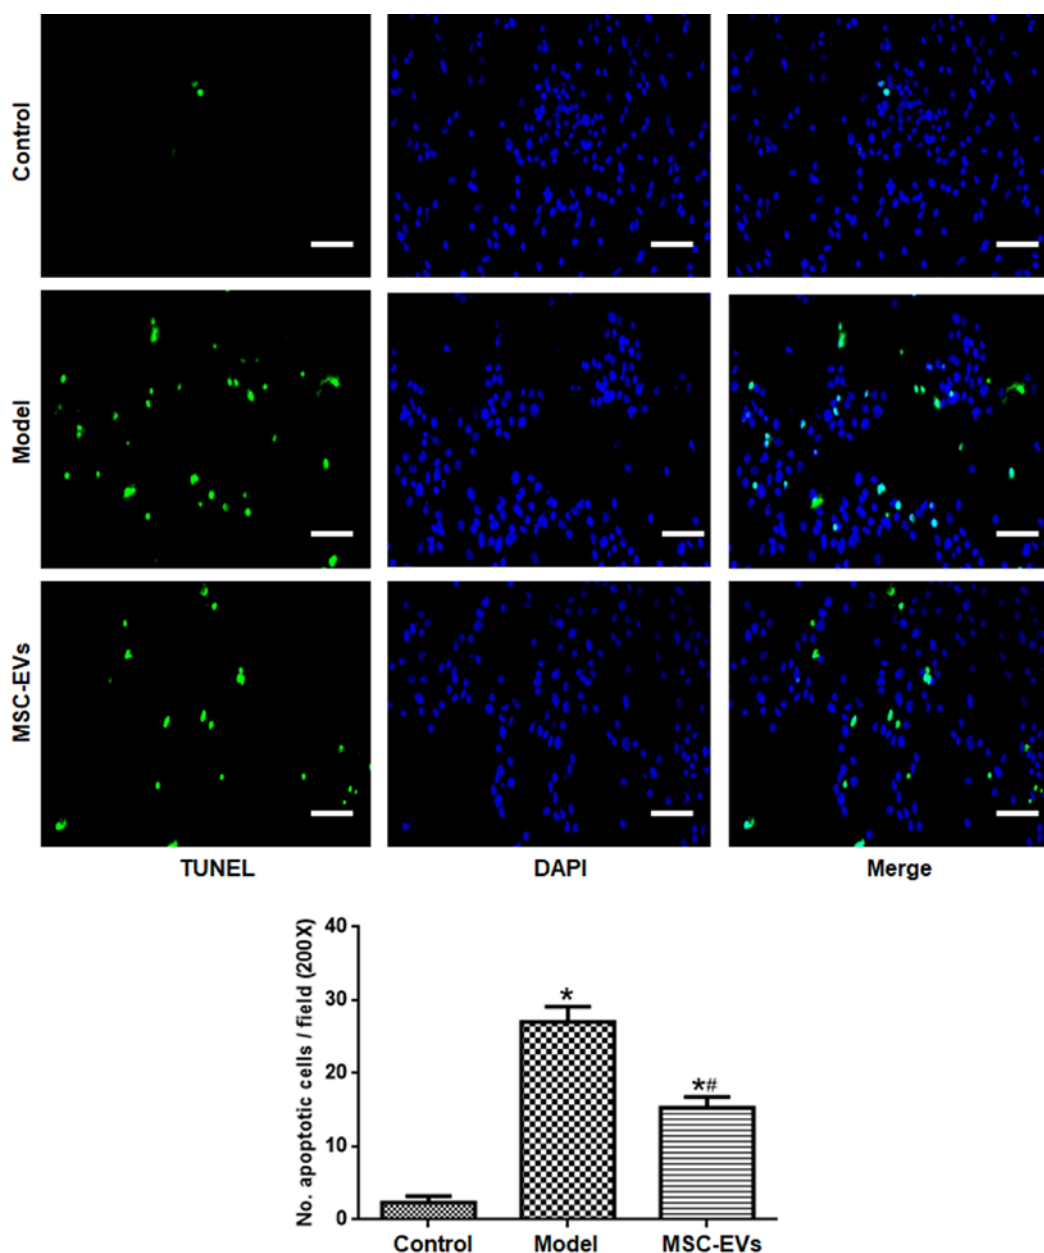 Control
Model
MSC-EVs
TUNEL DAPI Merge
No. apoptotic cells / field (200X)
40
30
20
10
0
*
*#
Control Model MSC-EVs